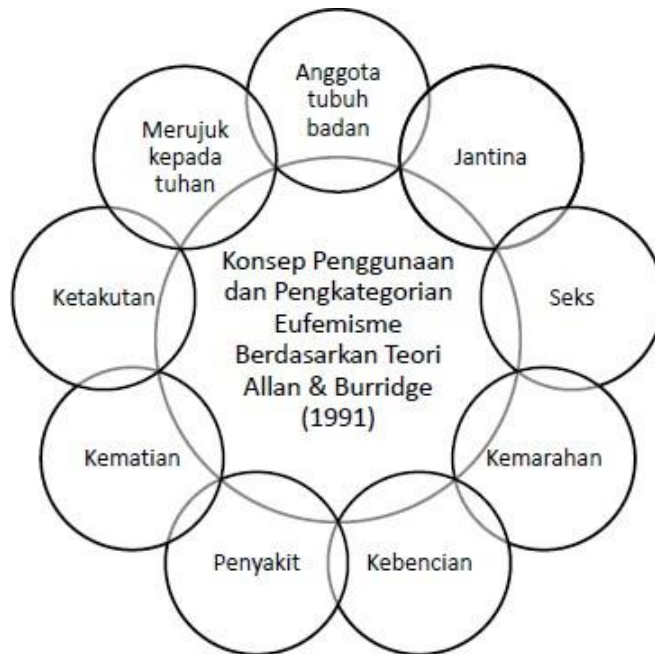 Anggota
tubuh
badan
Jantina
Seks
Kemarahan
Kebencian
Penyakit
Kematian
Ketakutan
Merujuk
kepada
tuhan
Konsep Penggunaan
dan Pengkategorian
Eufemisme
Berdasarkan Teori
Allan & Burridge
(1991)